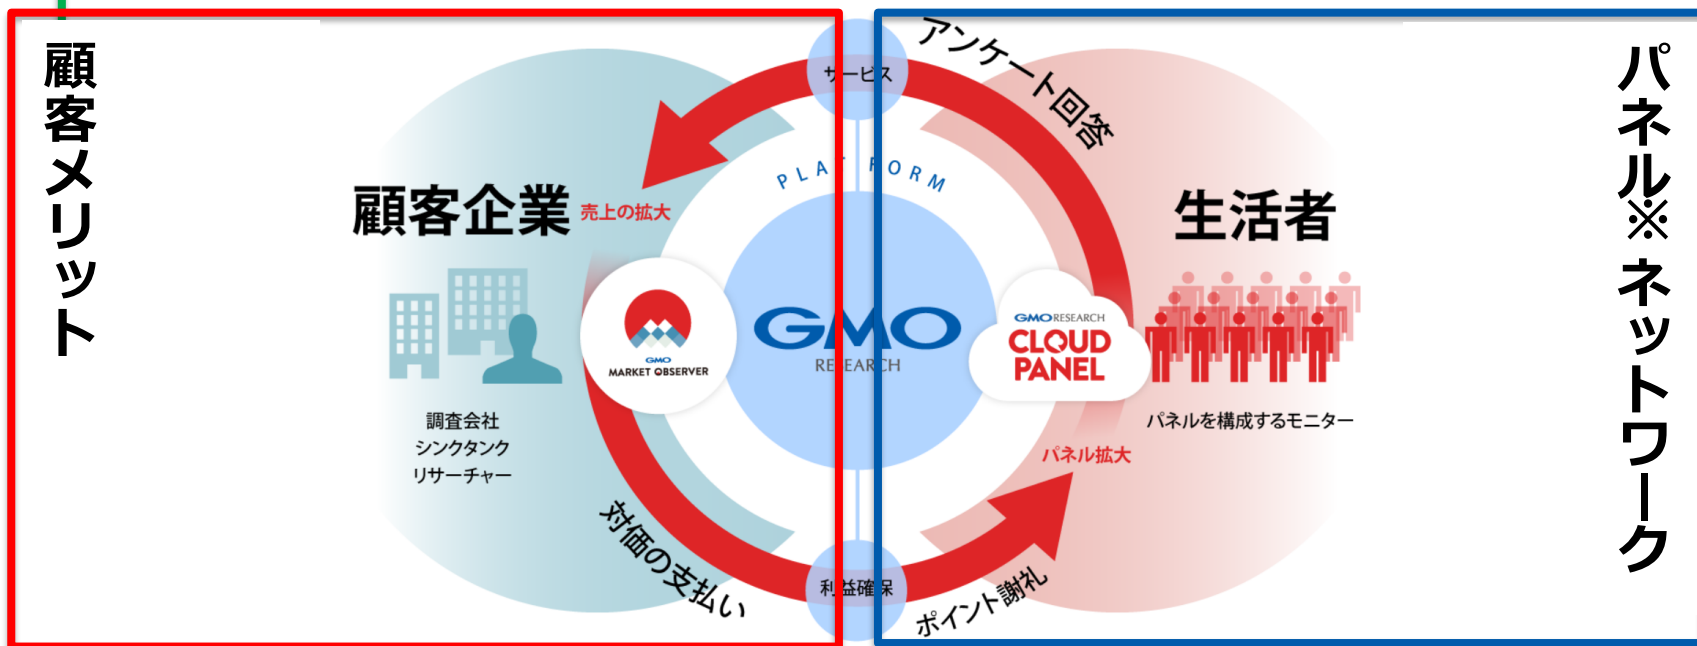 顧客メリット
サービス
アンケート回答
PLATFORM
顧客企業
売上の拡大
GMO
MARKET OBSERVER
調査会社
シンクタンク
リサーチャー
対価の支払い
GMO
RESEARCH
利益確保
生活者
GMO RESEARCH
CLOUD
PANEL
パネルを構成するモニター
パネル拡大
ポイント謝礼
パネル※ネットワーク